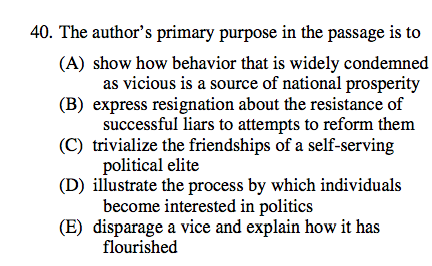 40. The author's primary purpose in the passage is to
(A) show how behavior that is widely condemned
as vicious is a source of national prosperity
(B) express resignation about the resistance of
successful liars to attempts to reform them
(C) trivialize the friendships of a self-serving
political elite
(D) illustrate the process by which individuals
become interested in politics
(E) disparage a vice and explain how it has
flourished